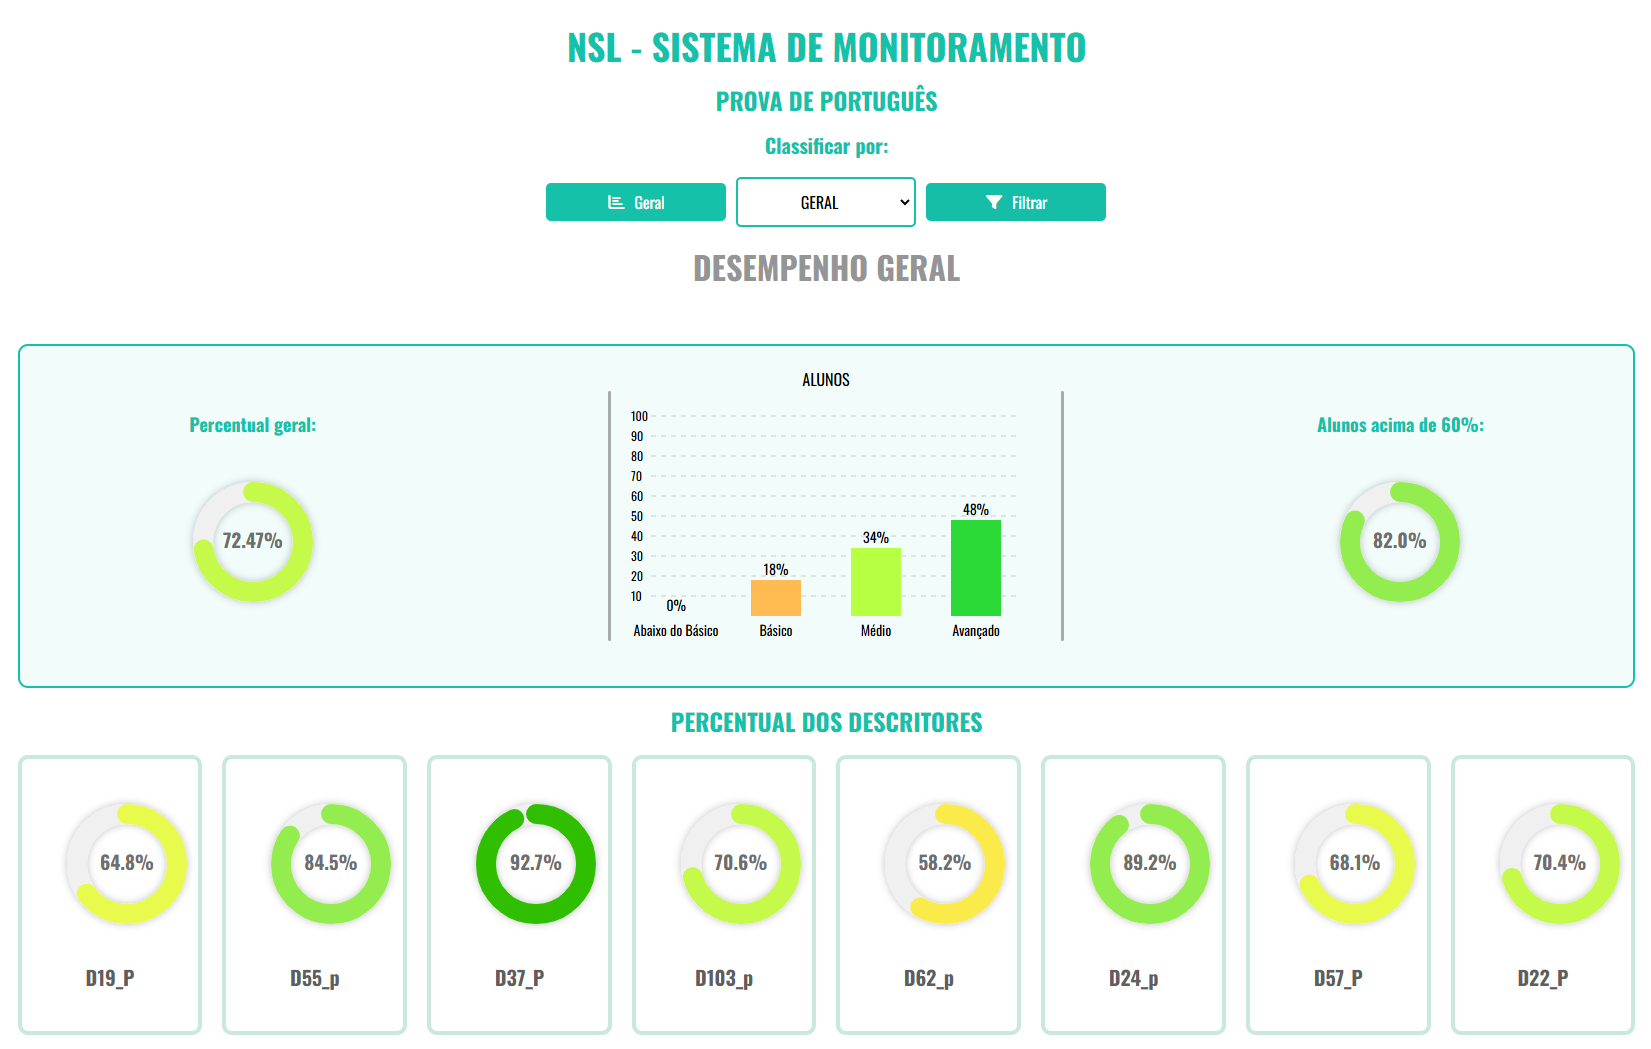 NSL - SISTEMA DE MONITORAMENTO
PROVA DE PORTUGUÊS
Classificar por:
Geral
GERAL
Filtrar
DESEMPENHO GERAL
Percentual geral:
72.47%
ALUNOS
100
90
80
70
60
50
40
30
20
10
0%
18%
34%
48%
Abaixo do Básico
Básico
Médio
Avançado
Alunos acima de 60%:
82.0%
PERCENTUAL DOS DESCRITORES
64.8%
D19_P
84.5%
D55_p
92.7%
D37_P
70.6%
D103_p
58.2%
D62_p
89.2%
D24_p
68.1%
D57_P
70.4%
D22_P